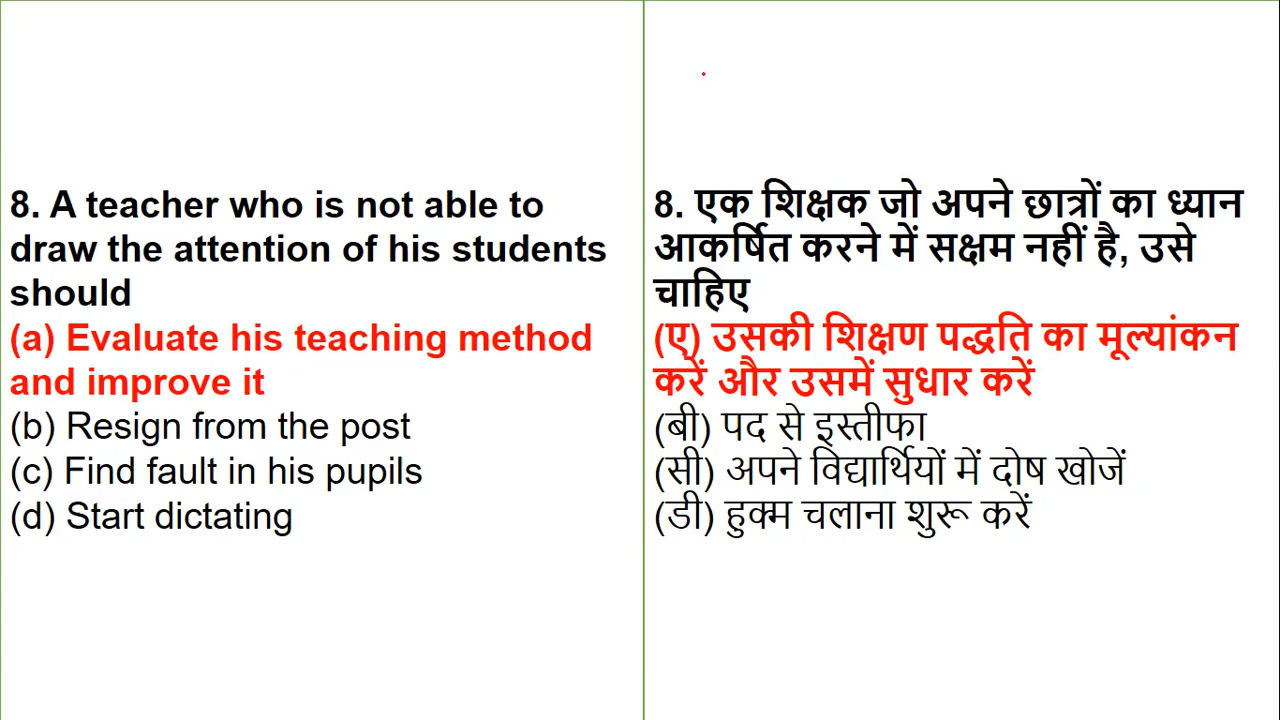 8. A teacher who is not able to
draw the attention of his students
should
(a) Evaluate his teaching method
and improve it
(b) Resign from the post
(c) Find fault in his pupils
(d) Start dictating
8. एक शिक्षक जो अपने छात्रों का ध्यान
आकर्षित करने में सक्षम नहीं है, उसे
चाहिए
(ए) उसकी शिक्षण पद्धति का मूल्यांकन
करें और उसमें सुधार करें
(बी) पद से इस्तीफा
(सी) अपने विद्यार्थियों में दोष खोजें
(डी) हुक्म चलाना शुरू करें